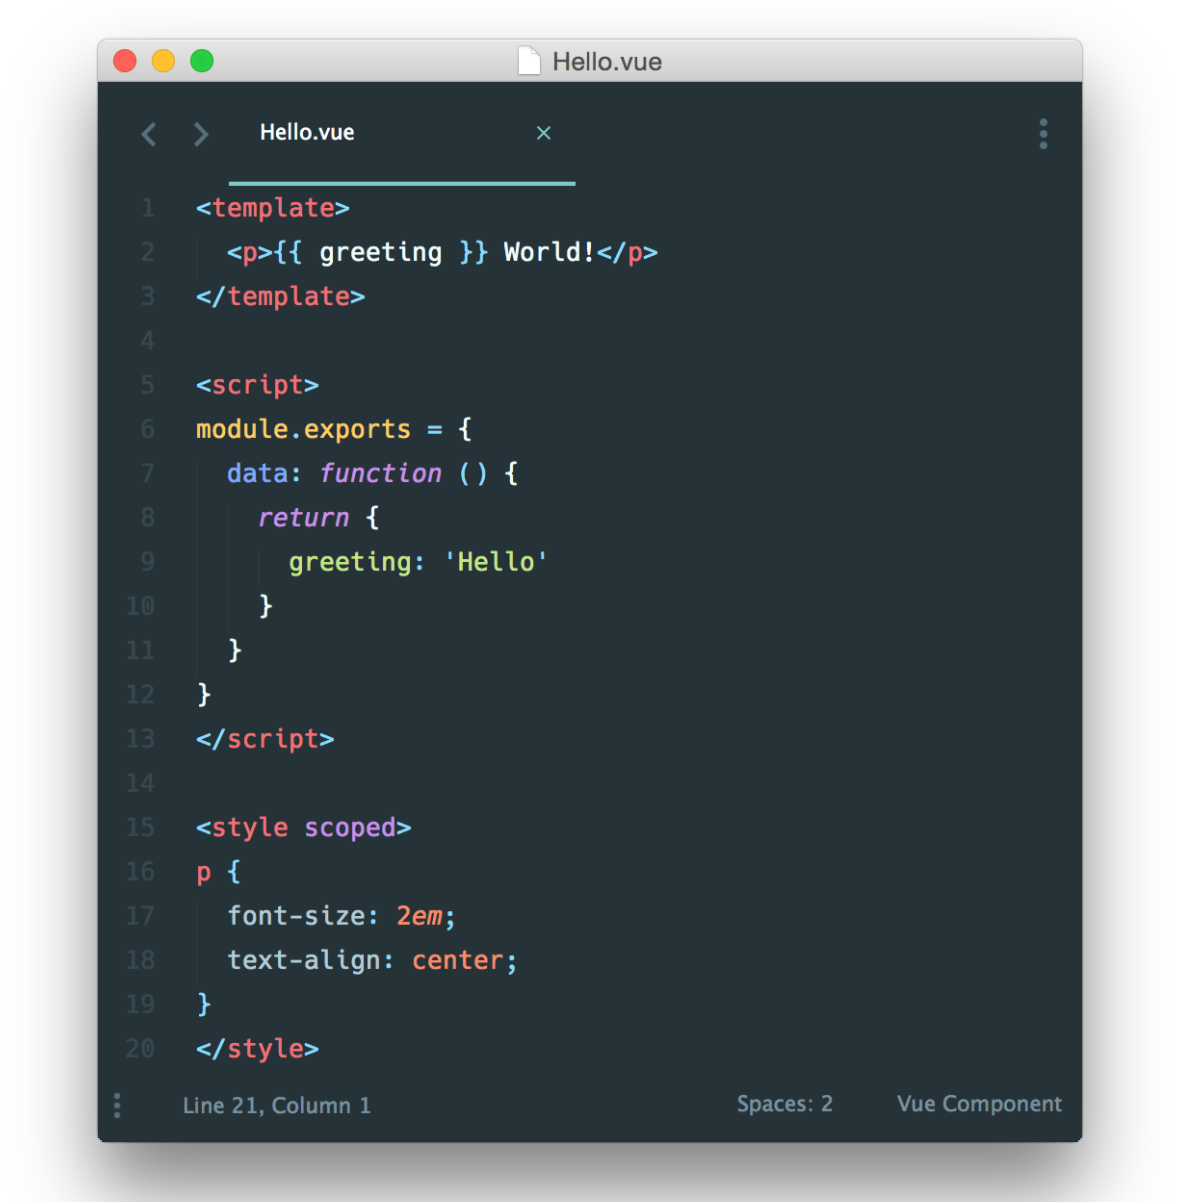 Hello.vue
Hello.vue ×
1 <template>
2   <p>{{ greeting }} World!</p>
3 </template>
4
5 <script>
6 module.exports = {
7   data: function () {
8     return {
9       greeting: 'Hello'
10     }
11   }
12 }
13 </script>
14
15 <style scoped>
16 p {
17   font-size: 2em;
18   text-align: center;
19 }
20 </style>
Line 21, Column 1 Spaces: 2 Vue Component